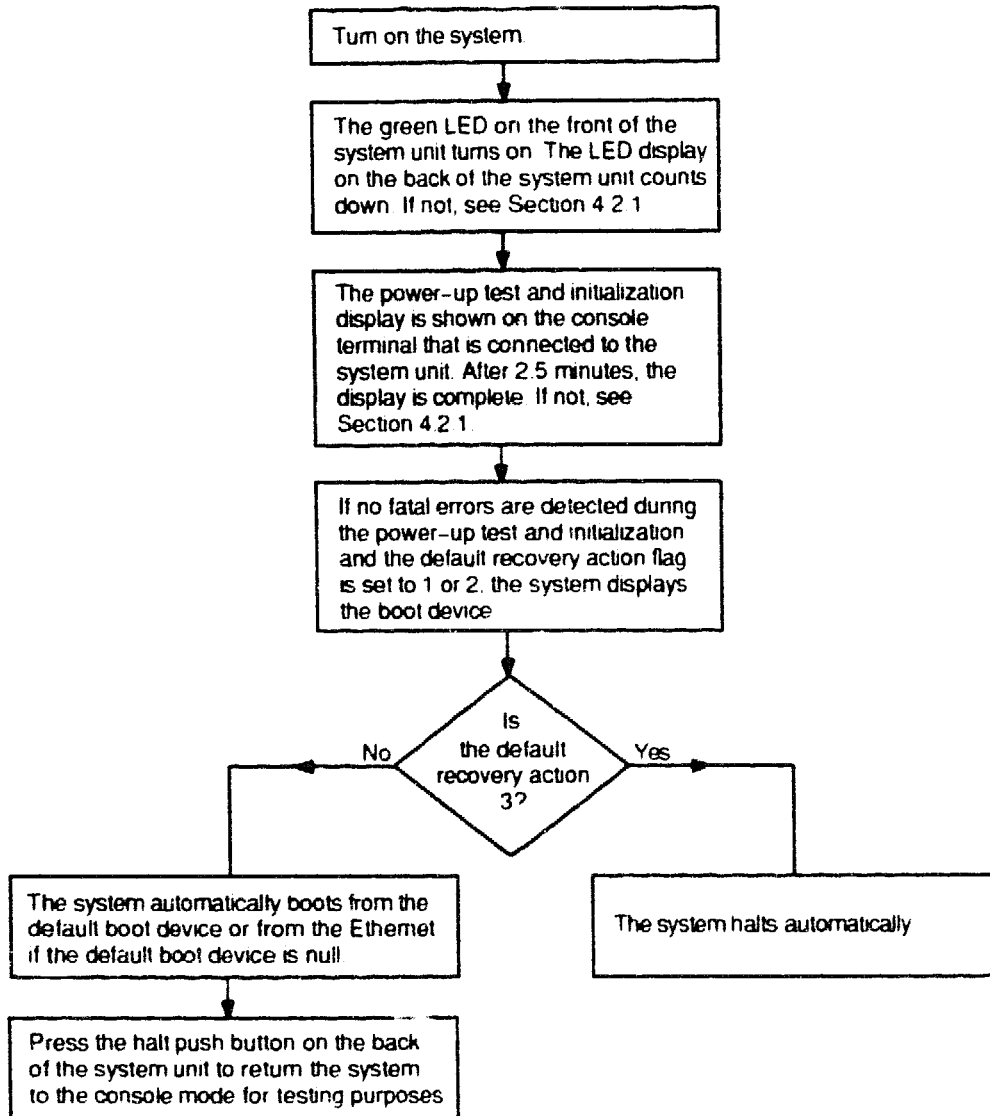 Turn on the system
The green LED on the front of the
system unit turns on The LED display
on the back of the system unit counts
down If not, see Section 4 2 1
The power-up test and initialization
display is shown on the console
terminal that is connected to the
system unit. After 2.5 minutes, the
display is complete If not, see
Section 4 2 1
If no fatal errors are detected during
the power-up test and initialization
and the default recovery action flag
is set to 1 or 2, the system displays
the boot device
Is
the default
recovery action
3?
No
Yes
The system automatically boots from the
default boot device or from the Ethernet
if the default boot device is null
The system halts automatically
Press the halt push button on the back
of the system unit to return the system
to the console mode for testing purposes